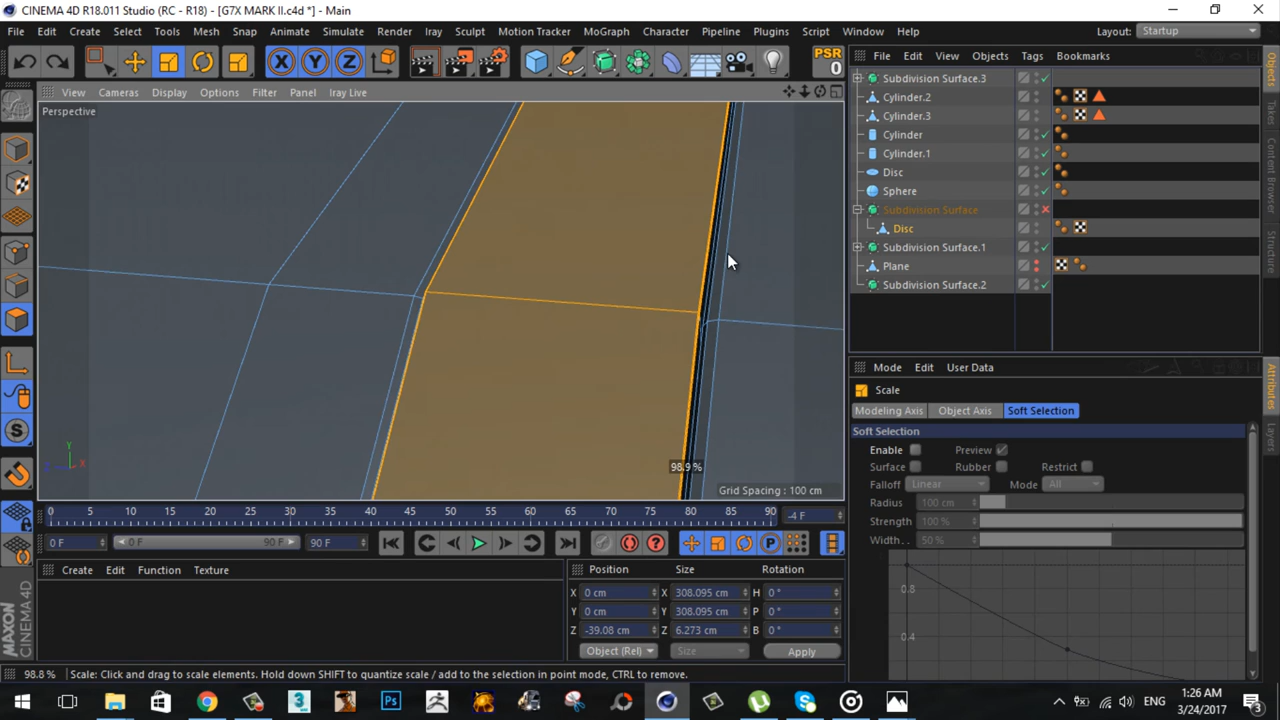 CINEMA 4D R18.011 Studio (RC - R18) - [G7X MARK II.c4d *] - Main
File Edit Create Select Tools Mesh Snap Animate Simulate Render Iray Sculpt Motion Tracker MoGraph Character Pipeline Plugins Script Window Help Layout: Startup
X Y Z PSR 0 File Edit View Objects Tags Bookmarks
View Cameras Display Options Filter Panel Iray Live
Perspective
Subdivision Surface.3
Cylinder.2
Cylinder.3
Cylinder
Cylinder.1
Disc
Sphere
Subdivision Surface
Disc
Subdivision Surface.1
Plane
Subdivision Surface.2
Objects
Takes
Content Browser
Structure
Mode Edit User Data
Scale
Modeling Axis Object Axis Soft Selection
Soft Selection
Enable Preview
Surface Rubber Restrict
Falloff Linear Mode All
Radius 100 cm
Strength 100 %
Width . . 50 %
0.8
0.4
Attributes
Layers
Y
Z X
98.9 %
Grid Spacing : 100 cm
0 5 10 15 20 25 30 35 40 45 50 55 60 65 70 75 80 85 90 -4 F
0 F 0 F 90 F 90 F
Create Edit Function Texture
Position Size Rotation
X 0 cm X 308.095 cm H 0 °
Y 0 cm Y 308.095 cm P 0 °
Z -39.08 cm Z 6.273 cm B 0 °
Object (Rel) Size Apply
MAXON
CINEMA 4D
98.8 % Scale: Click and drag to scale elements. Hold down SHIFT to quantize scale / add to the selection in point mode, CTRL to remove.
ENG 1:26 AM
3/24/2017
3